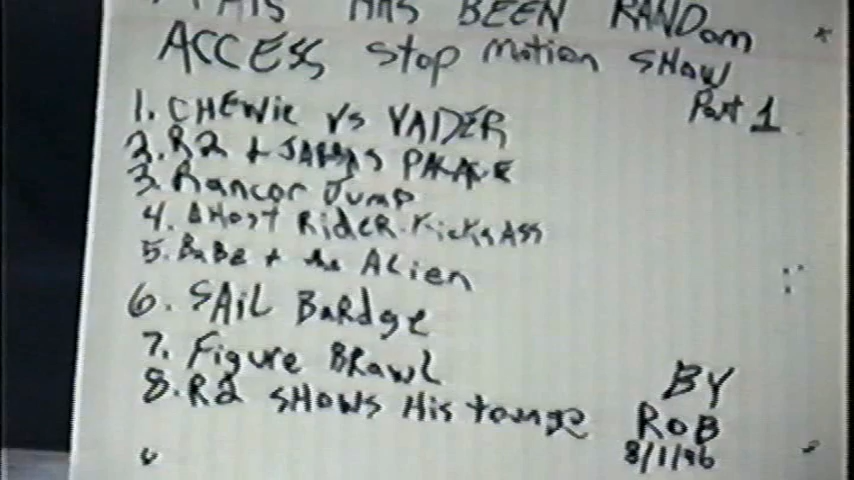 THIS HAS BEEN RANDom
ACCESS Stop Motion SHOW
Part 1
1. CHEWIE VS VADER
2. R2 + JABBAS PALACE
3. Rancor Jump
4. GHOST RideR Kicks ASS
5. BaBe + the Alien
6. SAiL BaRdge
7. Figure BRawL
8. R2 SHOWS His tounge
BY
RoB
8/1/96